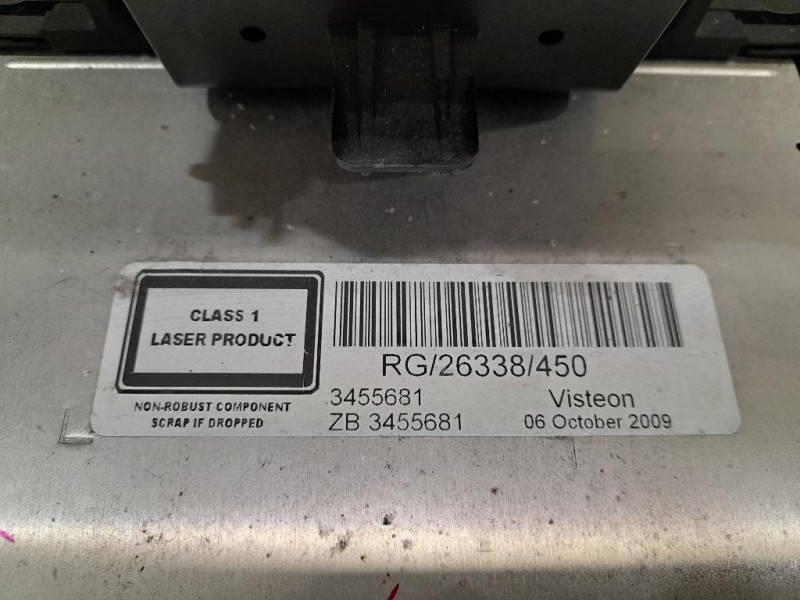 CLASS 1
LASER PRODUCT
NON-ROBUST COMPONENT
SCRAP IF DROPPED
RG/26338/450
3455681 Visteon
ZB 3455681 06 October 2009